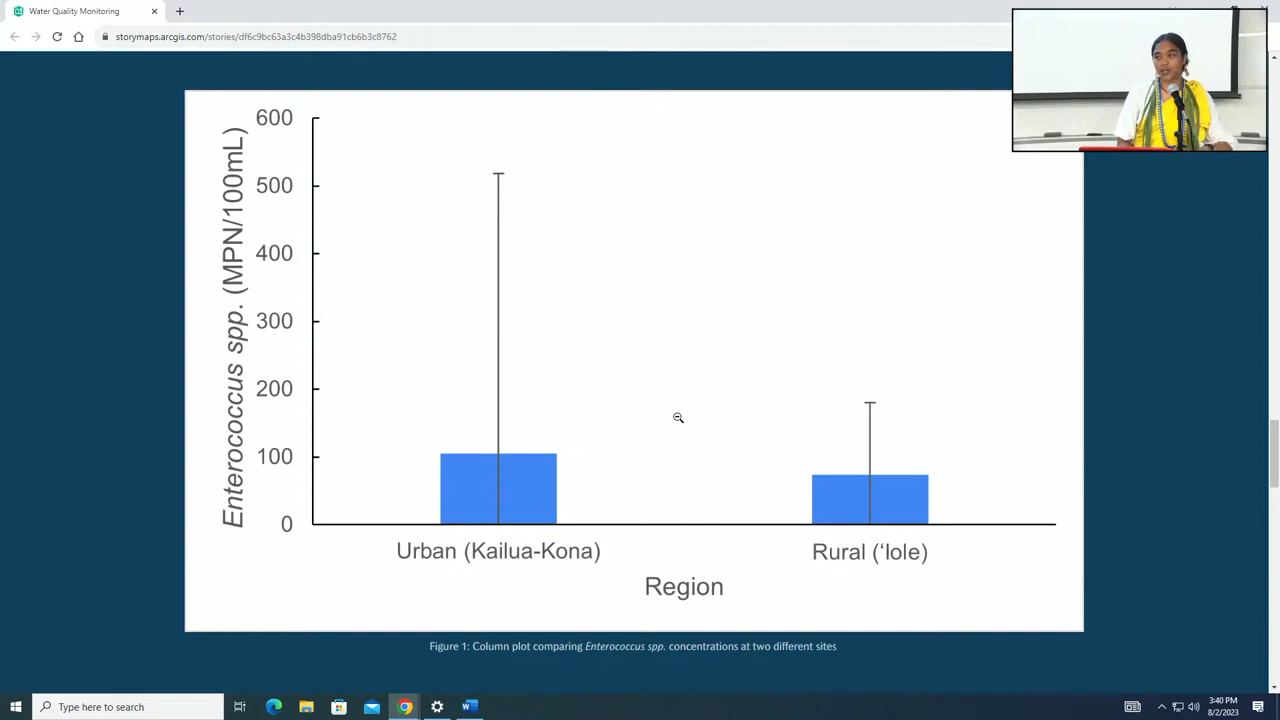 Water Quality Monitoring
storymaps.arcgis.com/stories/df6c9bc63a3c4b398dba91cb6b3c8762
600
500
400
300
200
100
0
Enterococcus spp. (MPN/100mL)
Urban (Kailua-Kona)
Rural (‘Iole)
Region
Figure 1: Column plot comparing Enterococcus spp. concentrations at two different sites
Type here to search
3:40 PM
8/2/2023